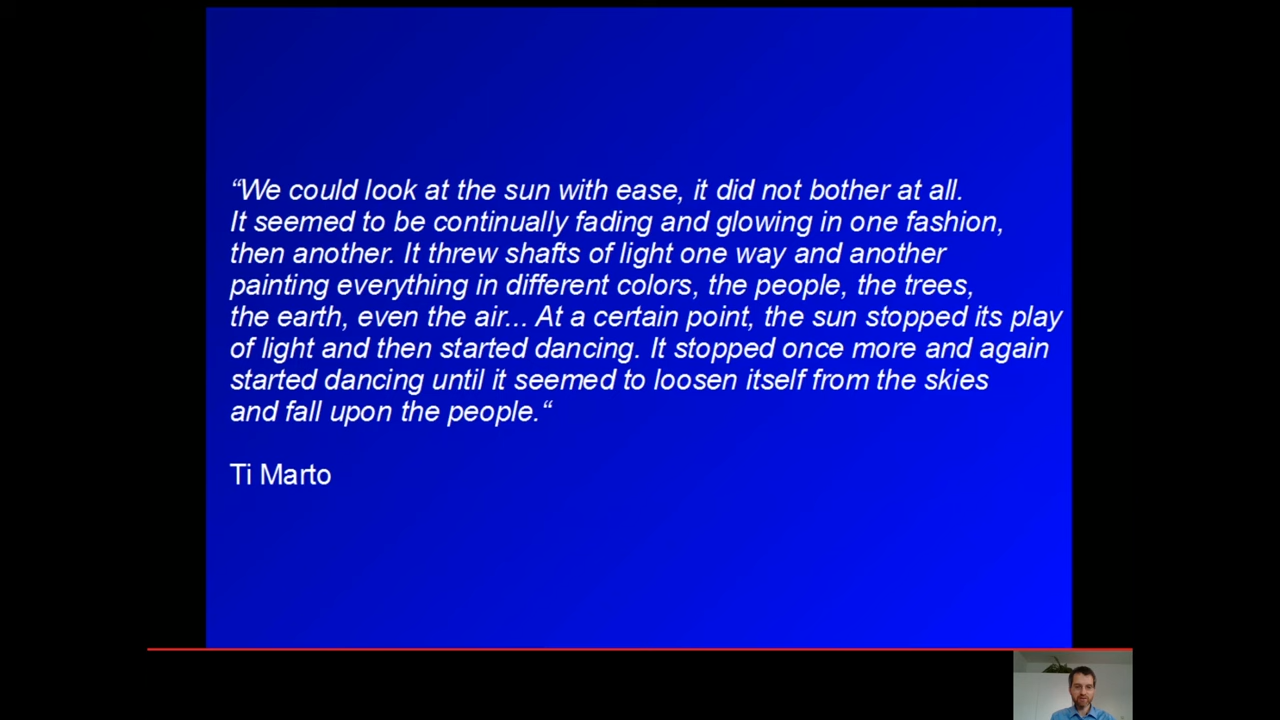 “We could look at the sun with ease, it did not bother at all.
It seemed to be continually fading and glowing in one fashion,
then another. It threw shafts of light one way and another
painting everything in different colors, the people, the trees,
the earth, even the air... At a certain point, the sun stopped its play
of light and then started dancing. It stopped once more and again
started dancing until it seemed to loosen itself from the skies
and fall upon the people.“
Ti Marto